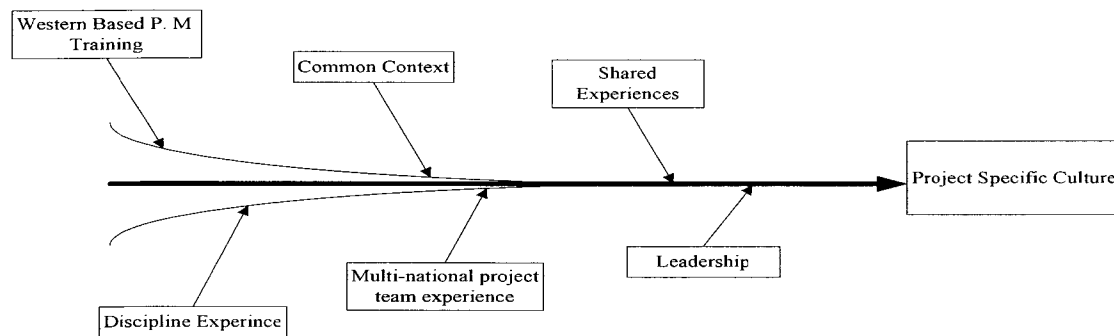 Western Based P. M
Training
Common Context
Shared
Experiences
Project Specific Culture
Leadership
Multi-national project
team experience
Discipline Experince